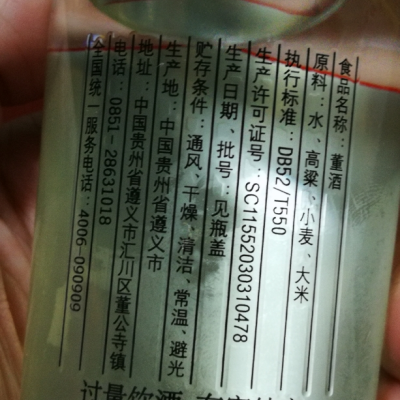 食品名称：董酒
原料：水、高粱、小麦、大米
执行标准：DB52/T550
生产许可证号：SC11552030310478
生产日期、批号：见瓶盖
贮存条件：通风、干燥、清洁、常温、避光
生产地：中国贵州省遵义市
地址：中国贵州省遵义市汇川区董公寺镇
电话：0851-28631018
全国统一服务电话：4006-090909
过量饮酒